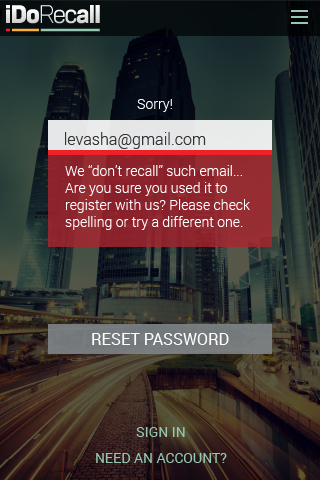 iDoRecall
Sorry!
levasha@gmail.com
We “don’t recall” such email...
Are you sure you used it to
register with us? Please check
spelling or try a different one.
RESET PASSWORD
SIGN IN
NEED AN ACCOUNT?